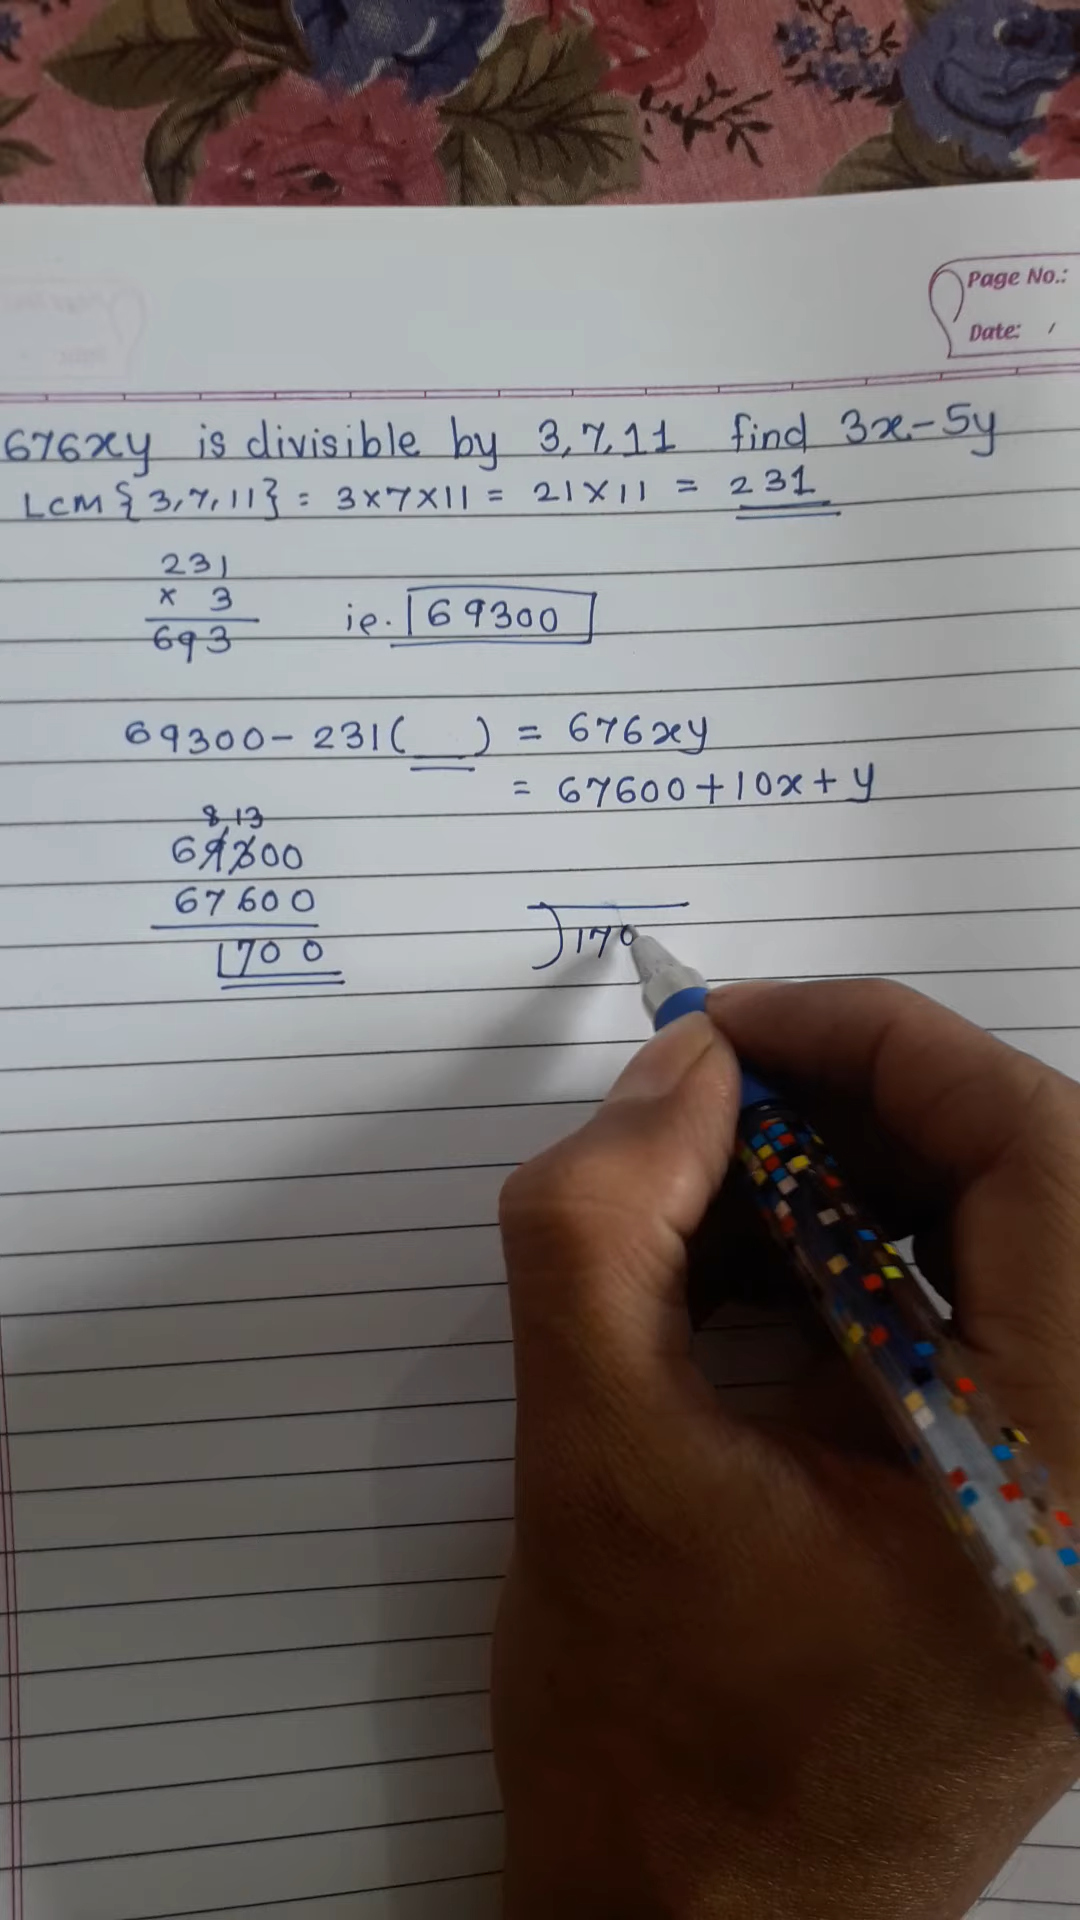 Page No.:
Date: /
676xy is divisible by 3,7,11 find 3x-5y
LCM {3,7,11} = 3×7×11 = 21×11 = 231
231
× 3
693
ie. 69300
69300 - 231( __ ) = 676xy
= 67600+10x+y
8 13
69300
67600
1700
170